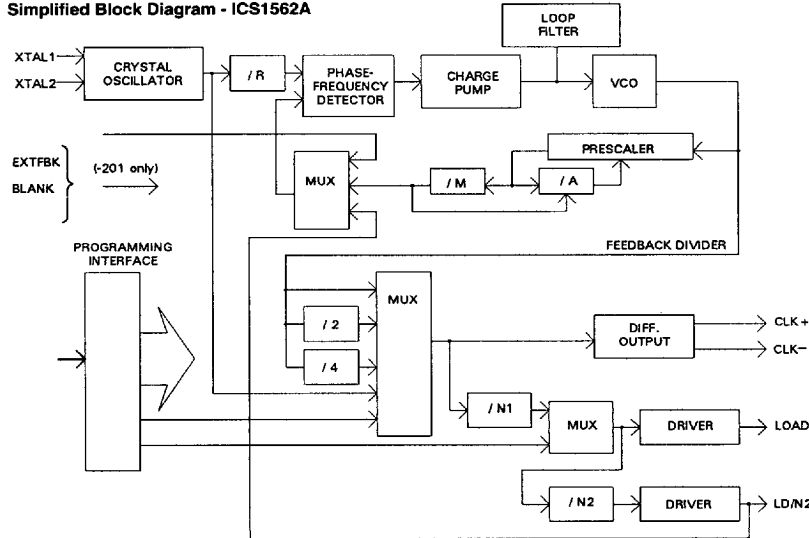 Simplified Block Diagram - ICS1562A
LOOP
FILTER
XTAL1
XTAL2
CRYSTAL
OSCILLATOR
/ R
PHASE-
FREQUENCY
DETECTOR
CHARGE
PUMP
VCO
EXTFBK
BLANK
(-201 only)
MUX
/ M
/ A
PRESCALER
FEEDBACK DIVIDER
PROGRAMMING
INTERFACE
MUX
/ 2
/ 4
DIFF.
OUTPUT
CLK+
CLK−
/ N1
MUX
DRIVER
LOAD
/ N2
DRIVER
LD/N2